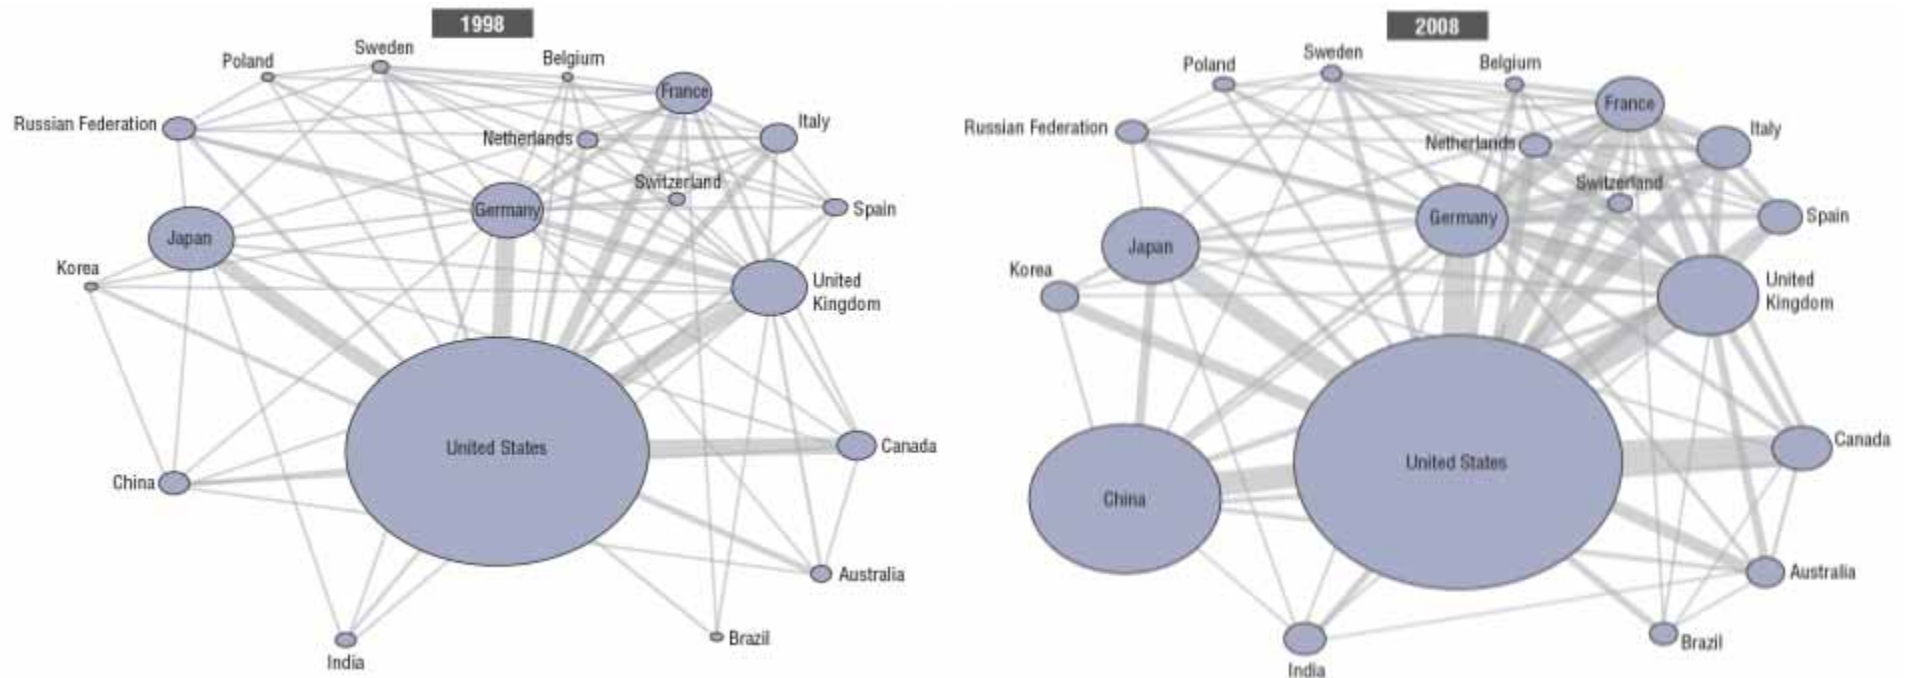 1998
Sweden
Poland
Belgium
France
Russian Federation
Italy
Netherlands
Switzerland
Germany
Spain
Japan
Korea
United
Kingdom
United States
Canada
China
Australia
Brazil
India
2008
Sweden
Poland
Belgium
France
Russian Federation
Italy
Netherlands
Switzerland
Germany
Spain
Japan
Korea
United
Kingdom
Canada
United States
China
Australia
Brazil
India